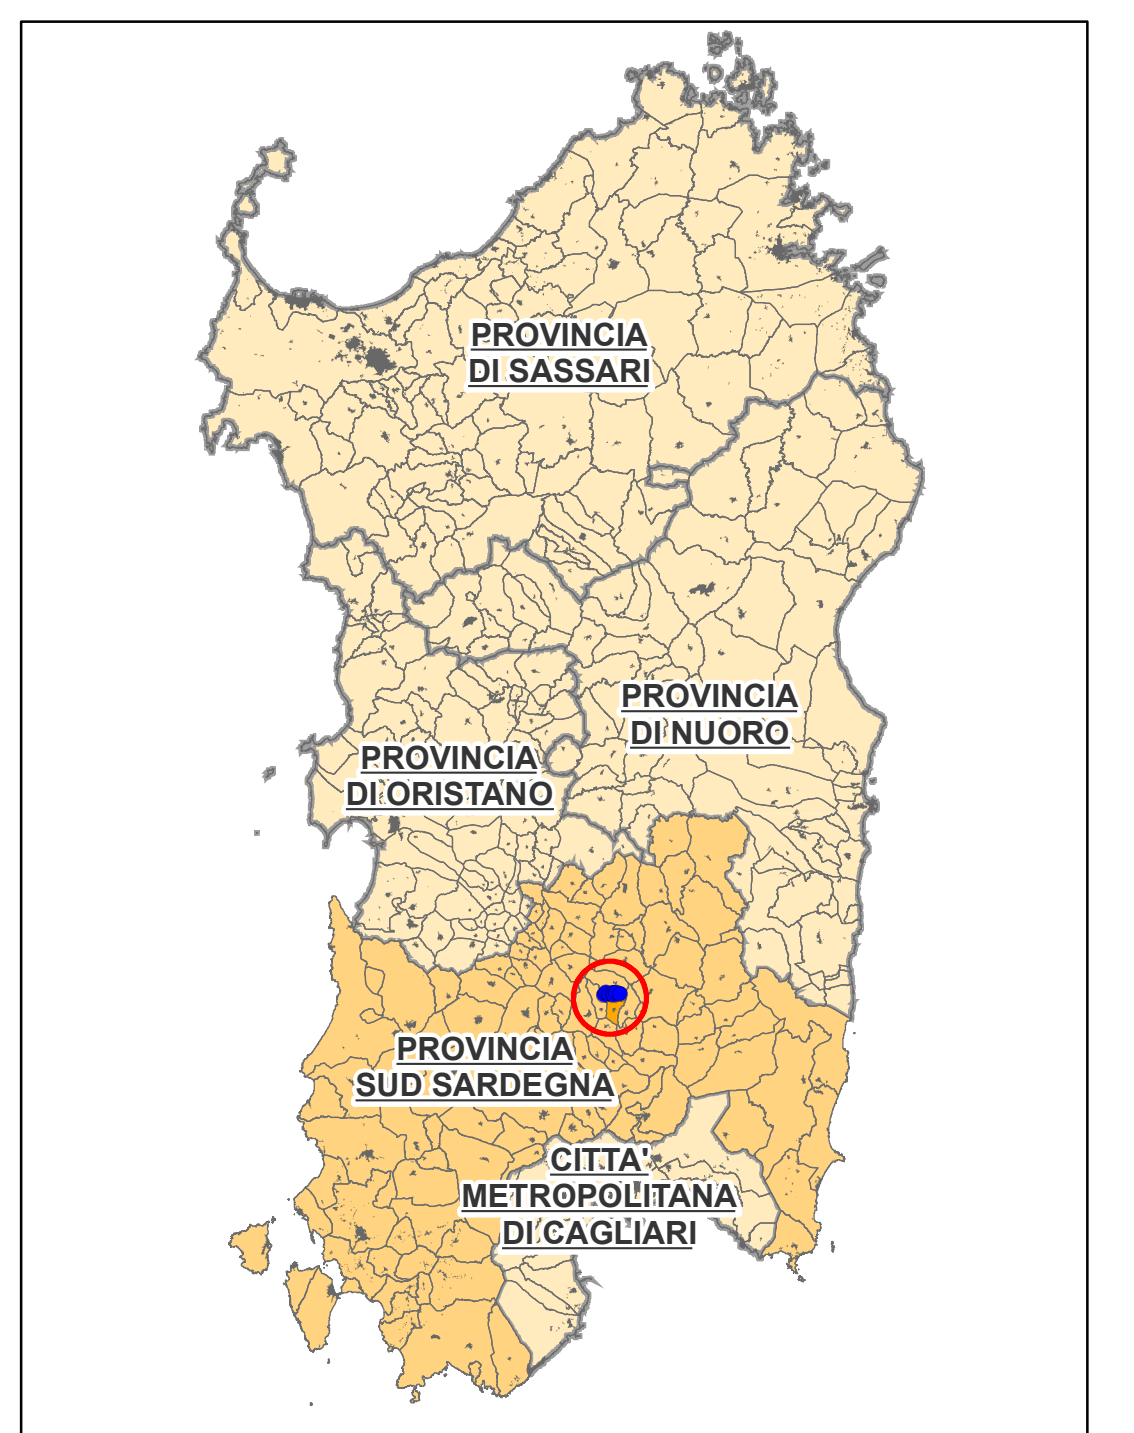 PROVINCIA
DI SASSARI
PROVINCIA
DI NUORO
PROVINCIA
DI ORISTANO
PROVINCIA
SUD SARDEGNA
CITTA'
METROPOLITANA
DI CAGLIARI